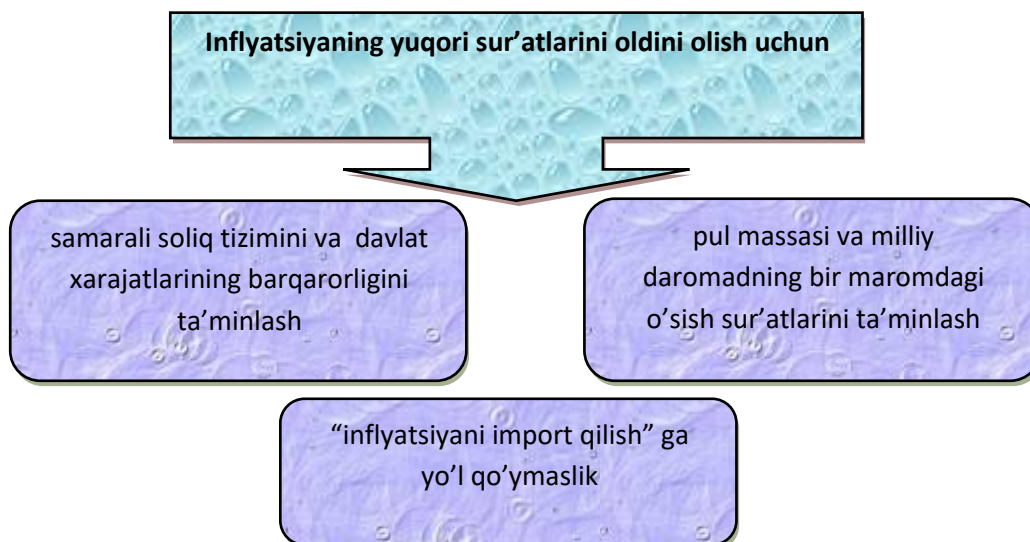 Inflyatsiyaning yuqori sur’atlarini oldini olish uchun
samarali soliq tizimini va davlat
xarajatlarining barqarorligini
ta’minlash
pul massasi va milliy
daromadning bir maromdagi
o’sish sur’atlarini ta’minlash
“inflyatsiyani import qilish” ga
yo’l qo’ymaslik